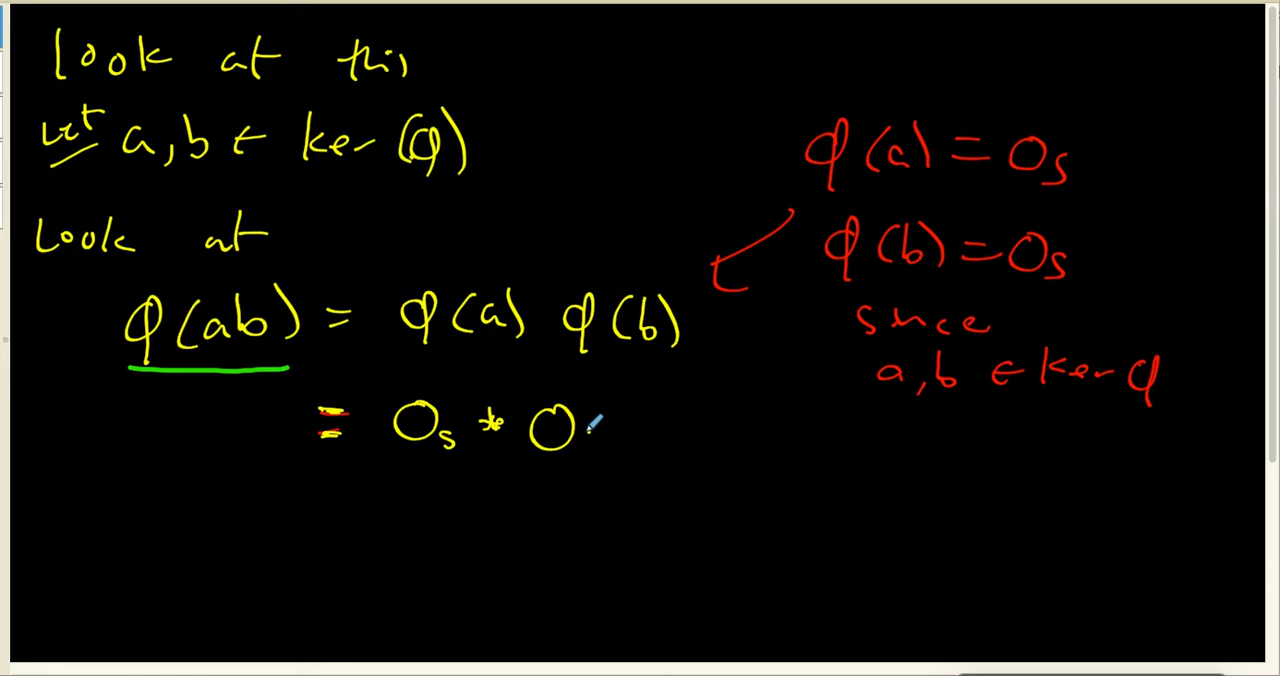 Look at this
Let a, b ∈ ker (φ)
Look at
φ(ab) = φ(a) φ(b)
= 0s * 0
φ(a) = 0s
φ(b) = 0s
since
a, b ∈ ker φ